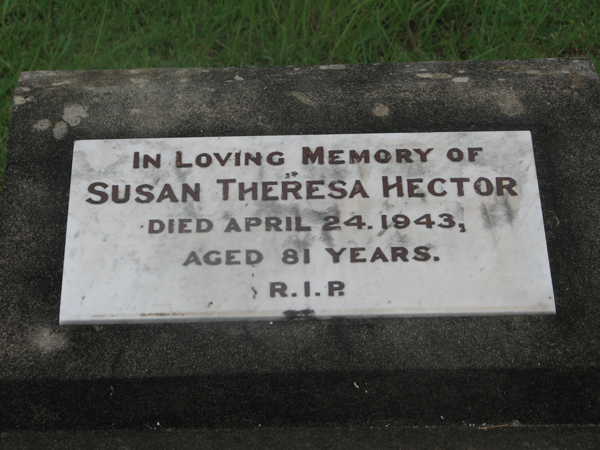 In Loving Memory of
Susan Theresa Hector
Died April 24. 1943,
Aged 81 Years.
R.I.P.